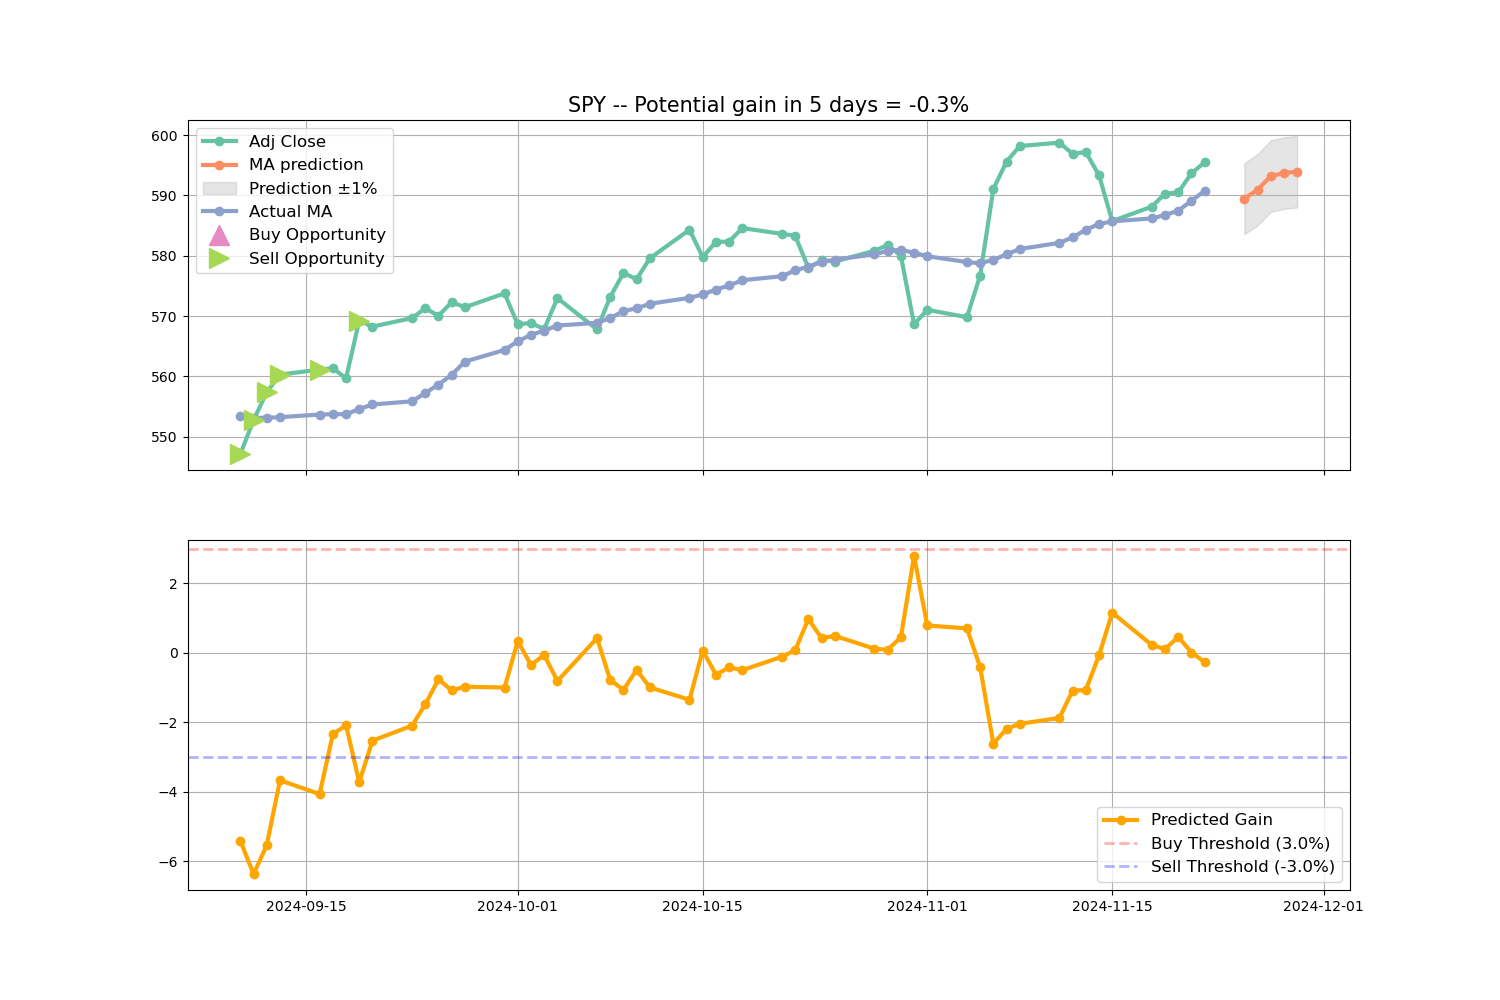 SPY -- Potential gain in 5 days = -0.3%
600
590
580
570
560
550
Adj Close
MA prediction
Prediction ±1%
Actual MA
Buy Opportunity
Sell Opportunity
2
0
−2
−4
−6
Predicted Gain
Buy Threshold (3.0%)
Sell Threshold (-3.0%)
2024-09-15
2024-10-01
2024-10-15
2024-11-01
2024-11-15
2024-12-01